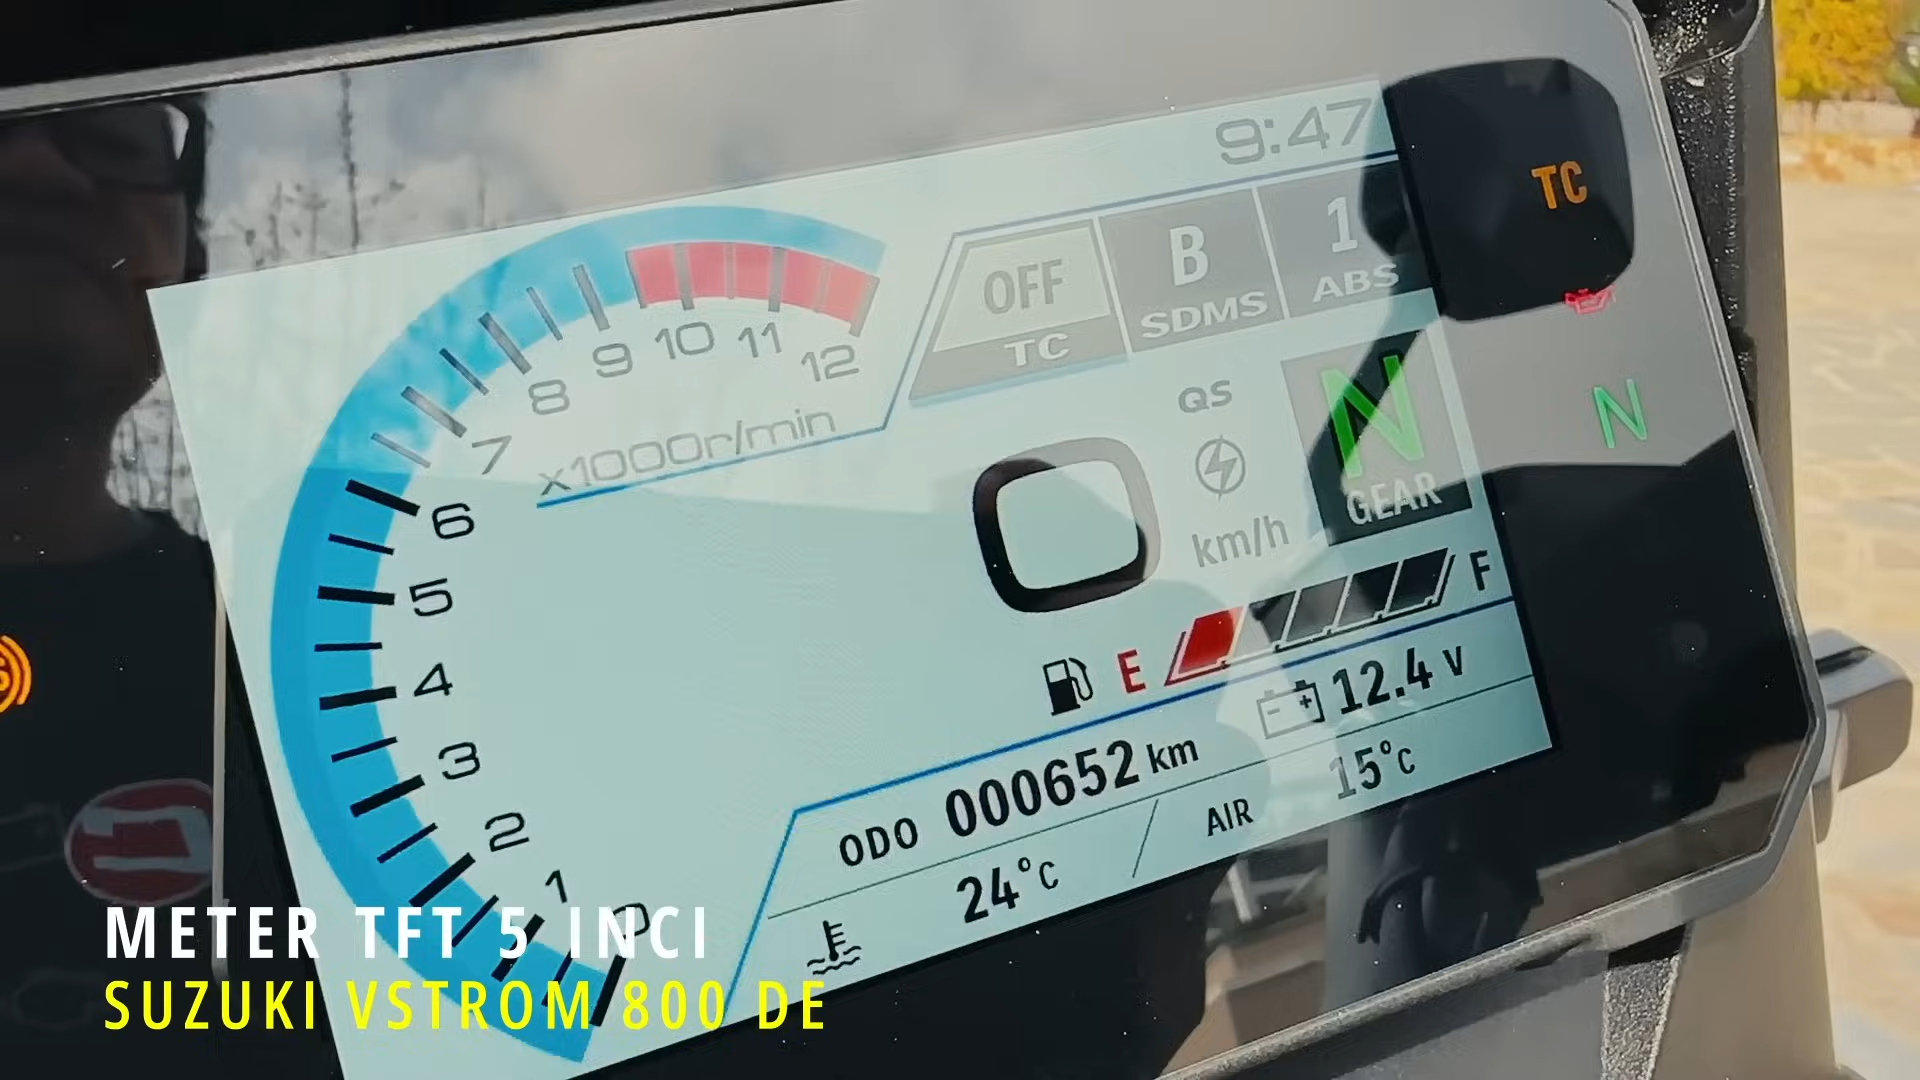 9:47
TC
OFF
TC
B
SDMS
1
ABS
12
11
10
9
8
7
6
5
4
3
2
1
0
x1000r/min
QS
N
GEAR
N
km/h
0
E
F
12.4 V
ODO 000652 km
24°C
AIR
15°C
METER TFT 5 INCI
SUZUKI VSTROM 800 DE